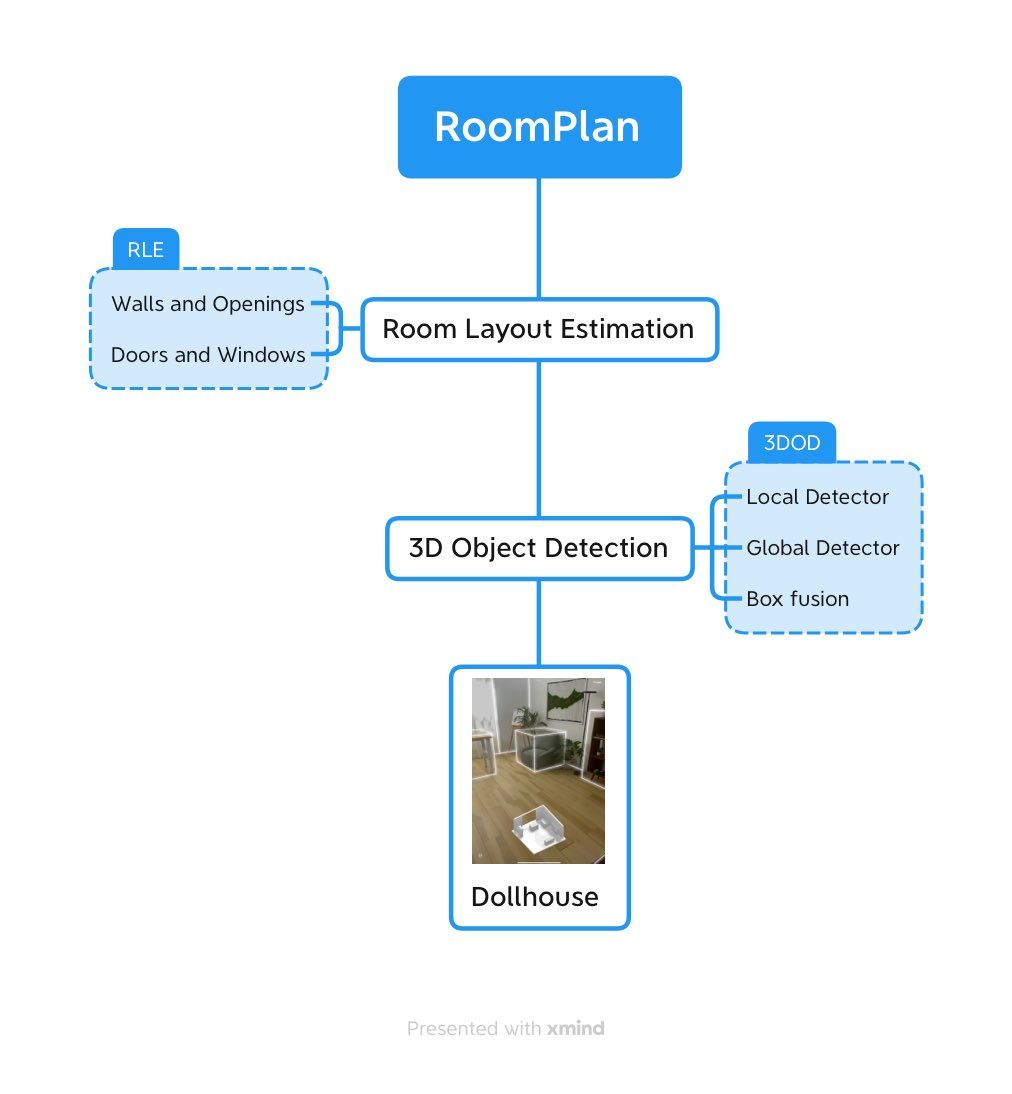 RoomPlan
RLE
Walls and Openings
Doors and Windows
Room Layout Estimation
3DOD
Local Detector
Global Detector
Box fusion
3D Object Detection
Dollhouse
Presented with xmind